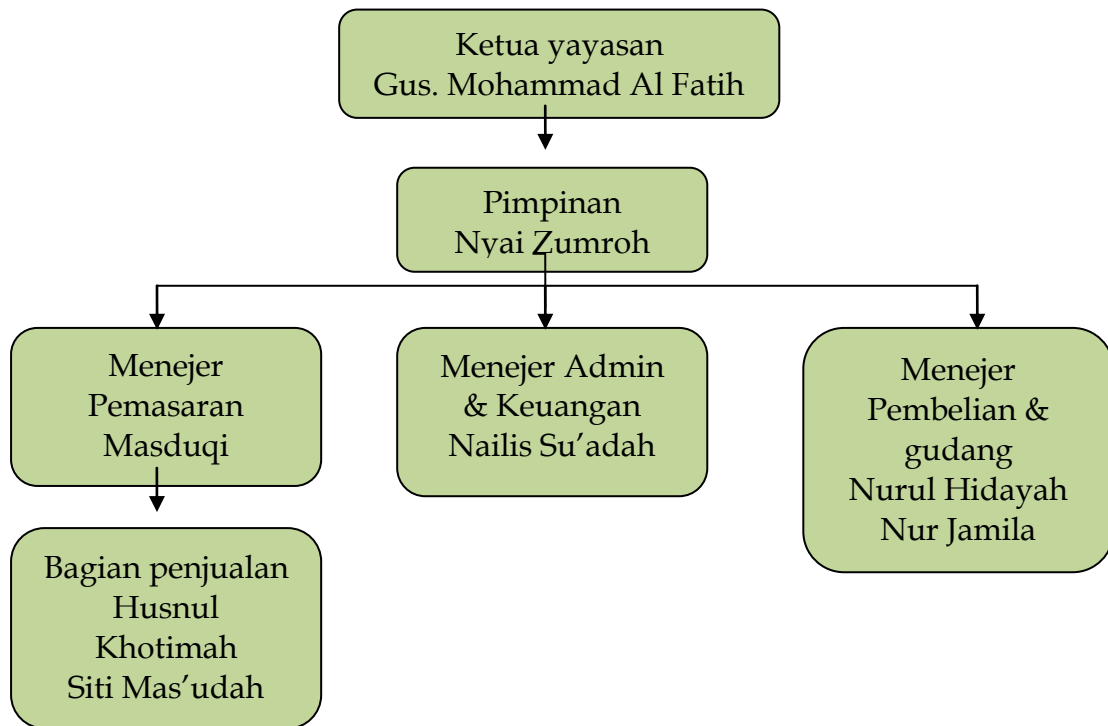 Ketua yayasan
Gus. Mohammad Al Fatih
Pimpinan
Nyai Zumroh
Menejer
Pemasaran
Masduqi
Menejer Admin
& Keuangan
Nailis Su’adah
Menejer
Pembelian &
gudang
Nurul Hidayah
Nur Jamila
Bagian penjualan
Husnul
Khotimah
Siti Mas’udah